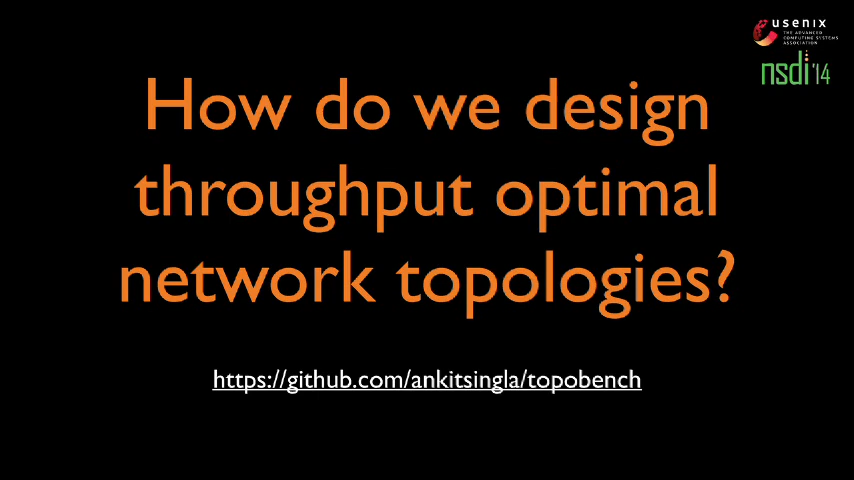 usenix
THE ADVANCED
COMPUTING SYSTEMS
ASSOCIATION
nsdi '14
How do we design
throughput optimal
network topologies?
https://github.com/ankitsingla/topobench